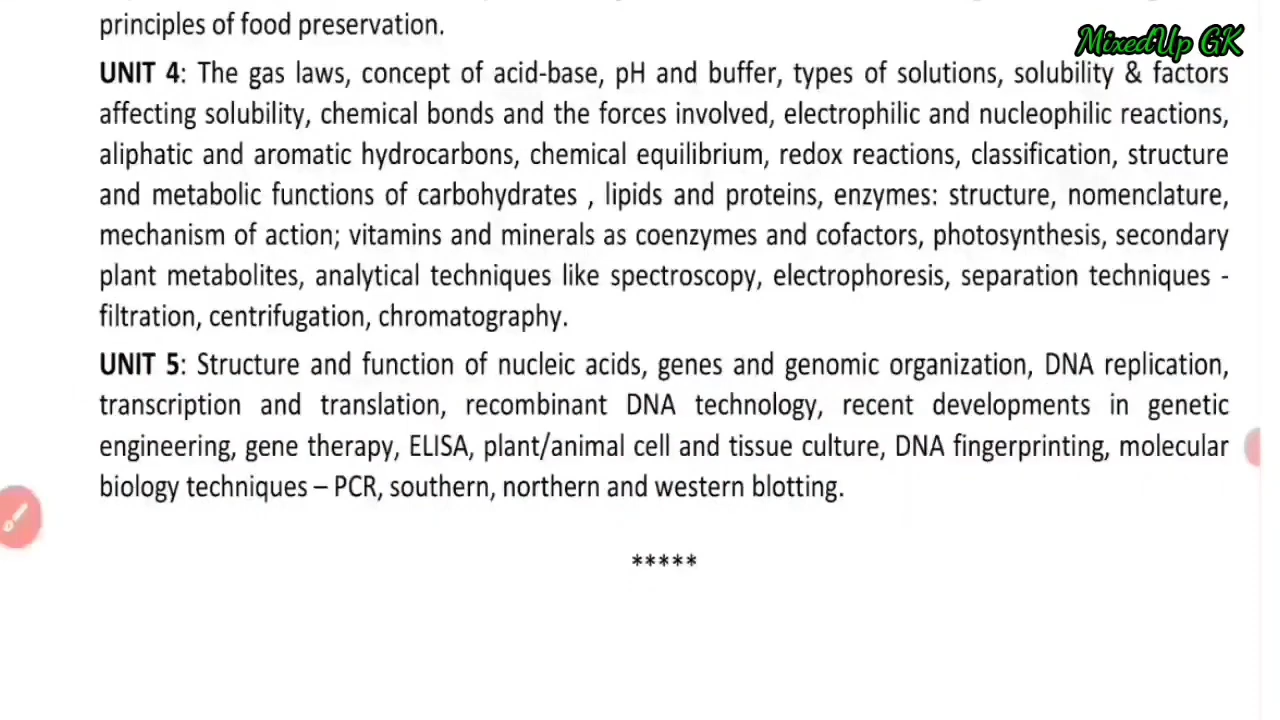 principles of food preservation.
MixedUp GK
UNIT 4: The gas laws, concept of acid-base, pH and buffer, types of solutions, solubility & factors
affecting solubility, chemical bonds and the forces involved, electrophilic and nucleophilic reactions,
aliphatic and aromatic hydrocarbons, chemical equilibrium, redox reactions, classification, structure
and metabolic functions of carbohydrates , lipids and proteins, enzymes: structure, nomenclature,
mechanism of action; vitamins and minerals as coenzymes and cofactors, photosynthesis, secondary
plant metabolites, analytical techniques like spectroscopy, electrophoresis, separation techniques -
filtration, centrifugation, chromatography.
UNIT 5: Structure and function of nucleic acids, genes and genomic organization, DNA replication,
transcription and translation, recombinant DNA technology, recent developments in genetic
engineering, gene therapy, ELISA, plant/animal cell and tissue culture, DNA fingerprinting, molecular
biology techniques – PCR, southern, northern and western blotting.
*****